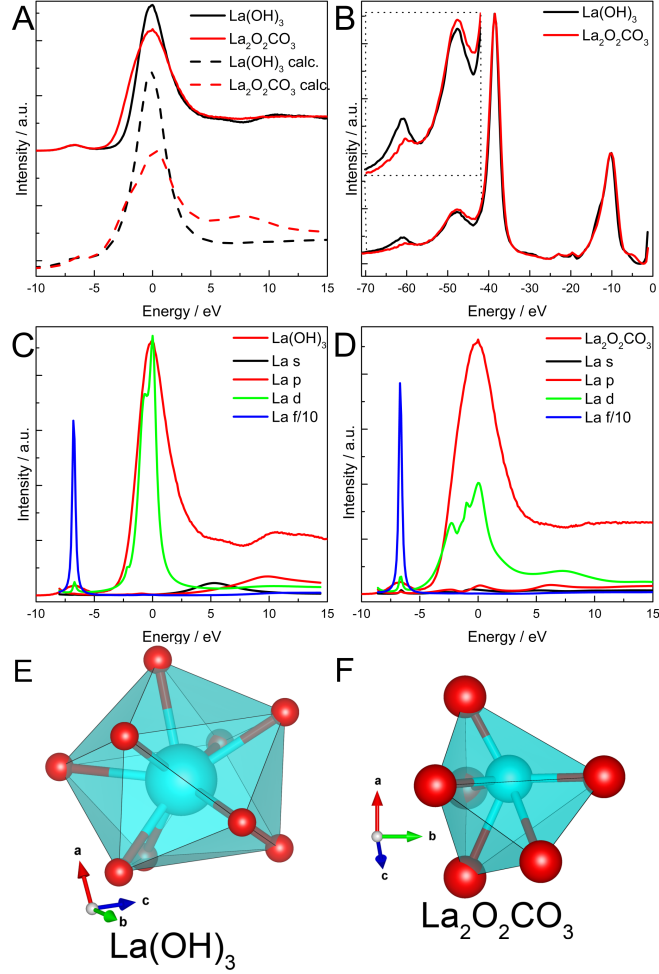 A
La(OH)₃
La₂O₂CO₃
La(OH)₃ calc.
La₂O₂CO₃ calc.
Intensity / a.u.
-10 -5 0 5 10 15
Energy / eV
B
La(OH)₃
La₂O₂CO₃
Intensity / a.u.
-70 -60 -50 -40 -30 -20 -10 0
Energy / eV
C
La(OH)₃
La s
La p
La d
La f/10
Intensity / a.u.
-10 -5 0 5 10 15
Energy / eV
D
La₂O₂CO₃
La s
La p
La d
La f/10
Intensity / a.u.
-10 -5 0 5 10 15
Energy / eV
E
a
c
b
La(OH)₃
F
a
b
c
La₂O₂CO₃